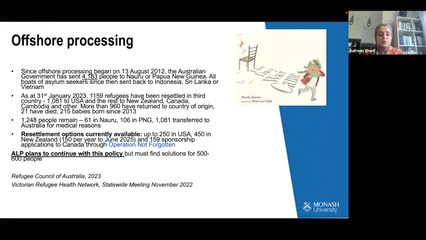 Offshore processing
Since offshore processing began on 13 August 2012, the Australian
Government has sent 4,183 people to Nauru or Papua New Guinea. All
boats of asylum seekers since then sent back to Indonesia, Sri Lanka or
Vietnam
As at 31st January 2023, 1159 refugees have been resettled in third
country - 1,081 to USA and the rest to New Zealand, Canada,
Cambodia and other. More than 960 have returned to country of origin,
have died, 215 babies born since 2013
1,248 people remain – 61 in Nauru, 106 in PNG, 1,081 transferred to
Australia for medical reasons
Resettlement options currently available: up to 250 in USA, 450 in
New Zealand (150 per year to June 2025) and 159 sponsorship
applications to Canada through Operation Not Forgotten
ALP plans to continue with this policy but must find solutions for 500-
600 people
Refugee Council of Australia, 2023
Victorian Refugee Health Network, Statewide Meeting November 2022
MONASH
University